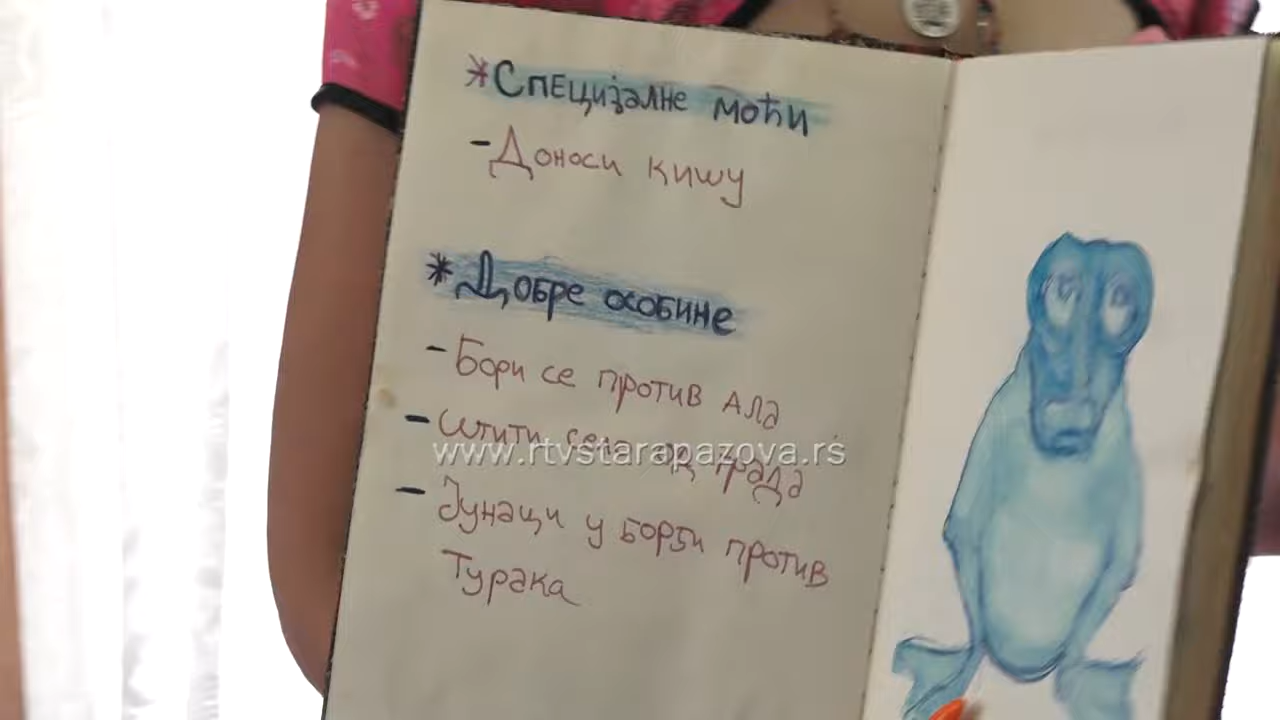 *Специјалне моћи
-Доноси кишу
*Добре особине
-Бори се против Ала
-Штити села од града
-Јунаци у борби против
Турака
www.rtvstarapazova.rs